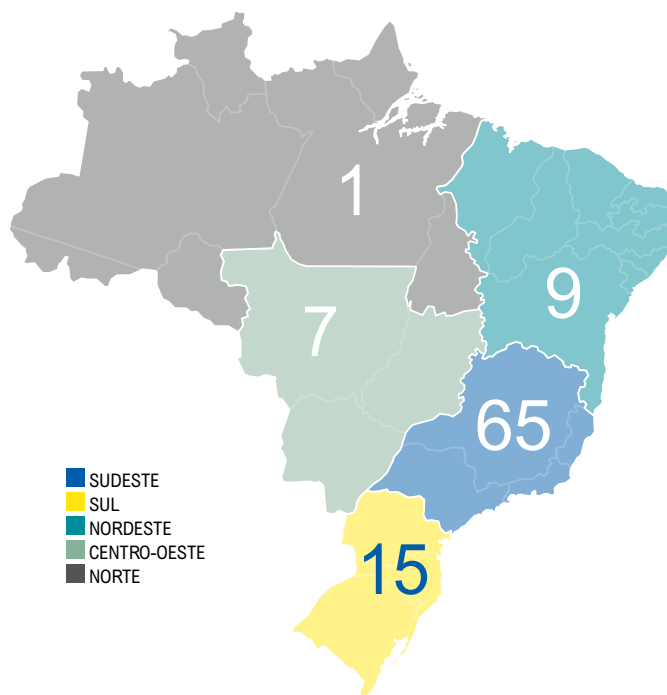 1
9
7
65
SUDESTE
SUL
NORDESTE
CENTRO-OESTE
NORTE
15